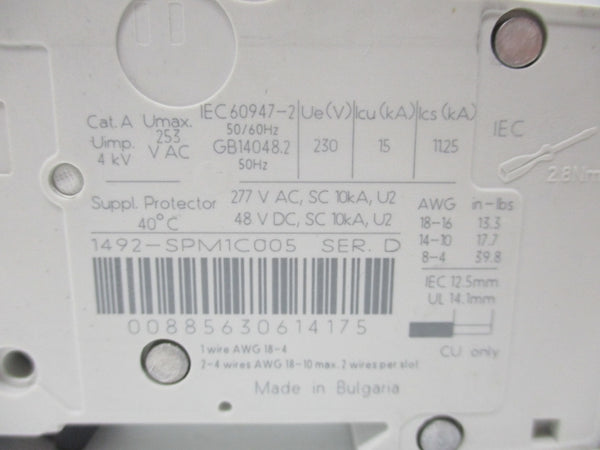 Cat. A Umax. IEC 60947-2 Ue (V) Icu (kA) Ics (kA)
Uimp. 253 50/60Hz
4 kV V AC GB14048.2 230 15 11.25
50Hz
IEC
2.8Nm
Suppl. Protector 277 V AC, SC 10kA, U2
40°C 48 V DC, SC 10kA, U2
AWG in-lbs
18-16 13.3
14-10 17.7
8-4 39.8
1492-SPM1C005 SER. D
IEC 12.5mm
UL 14.1mm
00885630614175
1 wire AWG 18-4
2-4 wires AWG 18-10 max. 2 wires per slot
CU only
Made in Bulgaria